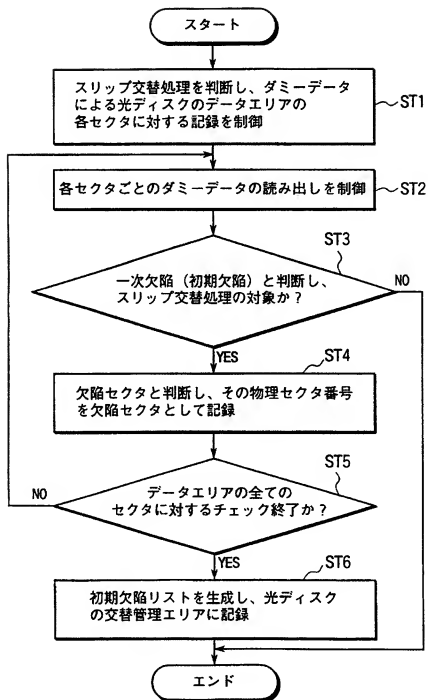 スタート
スリップ交替処理を判断し、ダミーデータ
による光ディスクのデータエリアの
各セクタに対する記録を制御
ST1
各セクタごとのダミーデータの読み出しを制御
ST2
ST3
一次欠陥（初期欠陥）と判断し、
スリップ交替処理の対象か？
NO
YES
ST4
欠陥セクタと判断し、その物理セクタ番号
を欠陥セクタとして記録
ST5
NO
データエリアの全ての
セクタに対するチェック終了か？
YES
ST6
初期欠陥リストを生成し、光ディスク
の交替管理エリアに記録
エンド